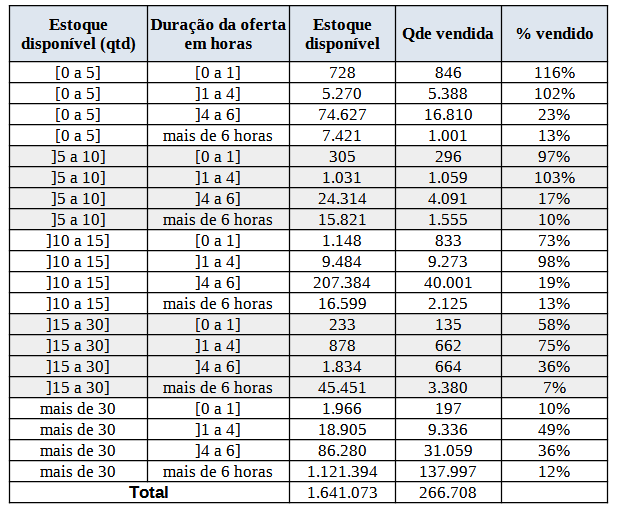 Estoque disponível (qtd) Duração da oferta em horas Estoque disponível Qde vendida % vendido
[0 a 5] [0 a 1] 728 846 116%
[0 a 5] ]1 a 4] 5.270 5.388 102%
[0 a 5] ]4 a 6] 74.627 16.810 23%
[0 a 5] mais de 6 horas 7.421 1.001 13%
]5 a 10] [0 a 1] 305 296 97%
]5 a 10] ]1 a 4] 1.031 1.059 103%
]5 a 10] ]4 a 6] 24.314 4.091 17%
]5 a 10] mais de 6 horas 15.821 1.555 10%
]10 a 15] [0 a 1] 1.148 833 73%
]10 a 15] ]1 a 4] 9.484 9.273 98%
]10 a 15] ]4 a 6] 207.384 40.001 19%
]10 a 15] mais de 6 horas 16.599 2.125 13%
]15 a 30] [0 a 1] 233 135 58%
]15 a 30] ]1 a 4] 878 662 75%
]15 a 30] ]4 a 6] 1.834 664 36%
]15 a 30] mais de 6 horas 45.451 3.380 7%
mais de 30 [0 a 1] 1.966 197 10%
mais de 30 ]1 a 4] 18.905 9.336 49%
mais de 30 ]4 a 6] 86.280 31.059 36%
mais de 30 mais de 6 horas 1.121.394 137.997 12%
Total 1.641.073 266.708